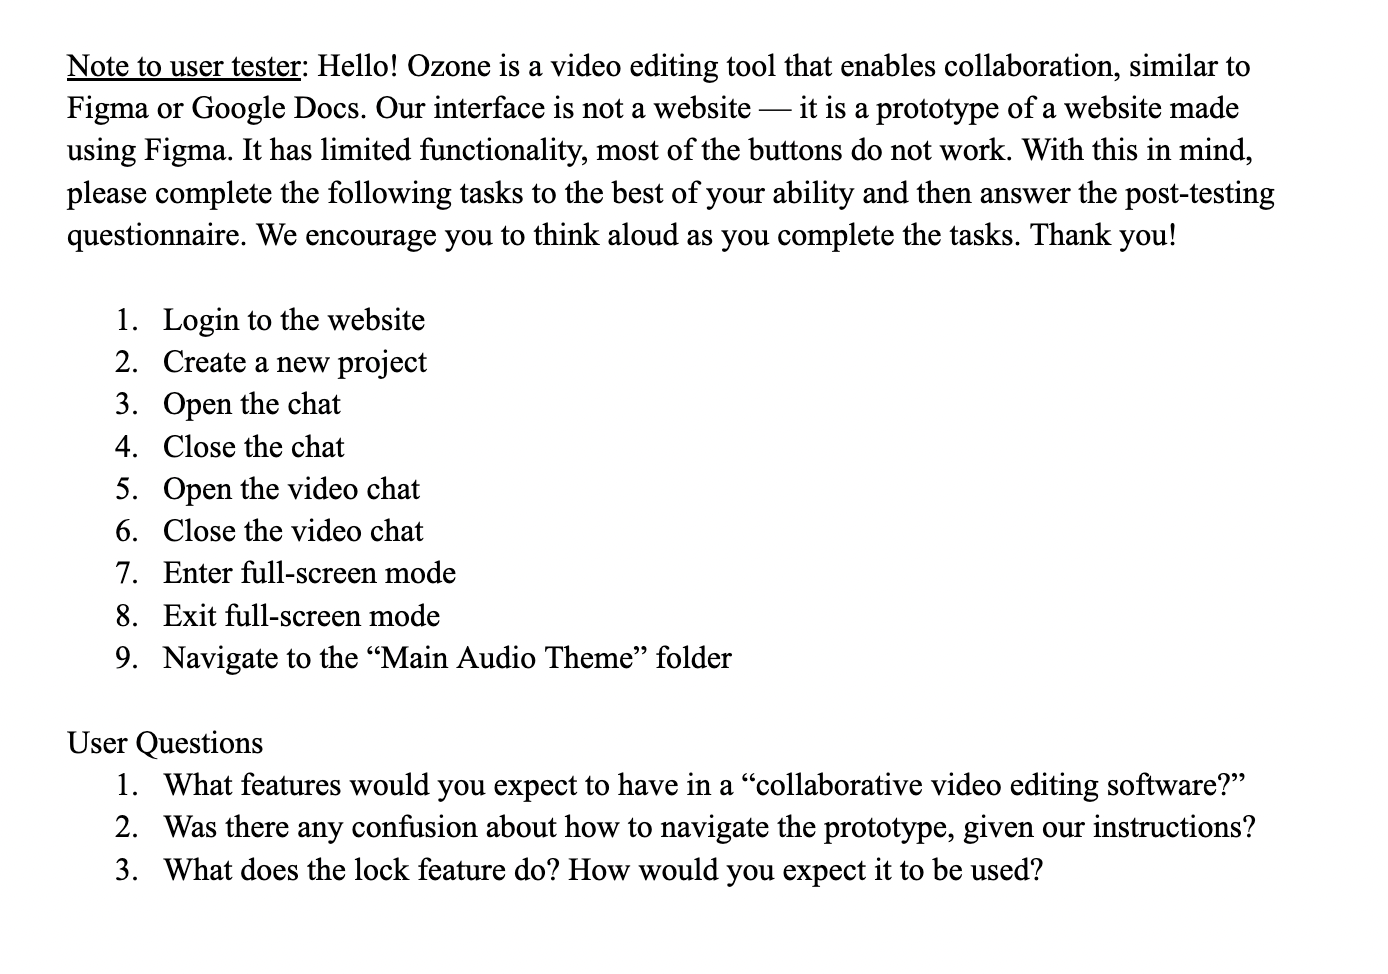 Note to user tester: Hello! Ozone is a video editing tool that enables collaboration, similar to
Figma or Google Docs. Our interface is not a website — it is a prototype of a website made
using Figma. It has limited functionality, most of the buttons do not work. With this in mind,
please complete the following tasks to the best of your ability and then answer the post-testing
questionnaire. We encourage you to think aloud as you complete the tasks. Thank you!
1. Login to the website
2. Create a new project
3. Open the chat
4. Close the chat
5. Open the video chat
6. Close the video chat
7. Enter full-screen mode
8. Exit full-screen mode
9. Navigate to the “Main Audio Theme” folder
User Questions
1. What features would you expect to have in a “collaborative video editing software?”
2. Was there any confusion about how to navigate the prototype, given our instructions?
3. What does the lock feature do? How would you expect it to be used?